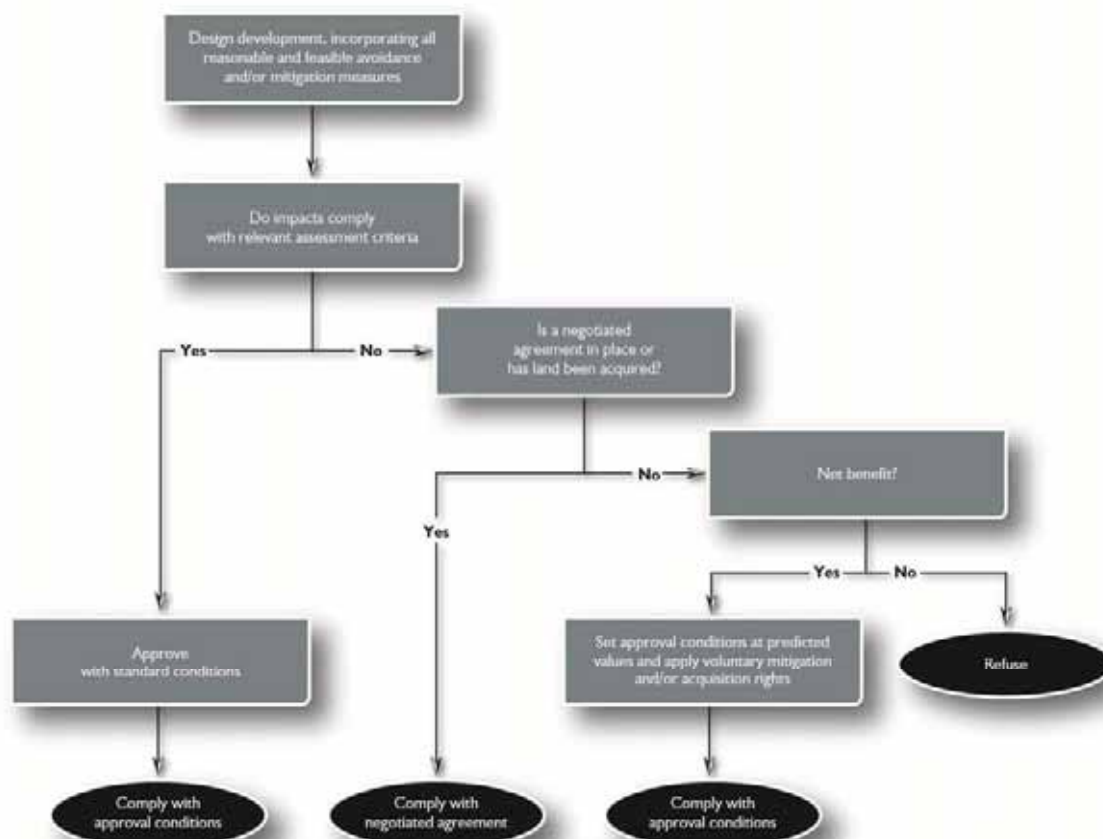 Design development, incorporating all
reasonable and feasible avoidance
and/or mitigation measures
Do impacts comply
with relevant assessment criteria
Yes
No
Is a negotiated
agreement in place or
has land been acquired?
Yes
No
Net benefit?
Yes
No
Approve
with standard conditions
Set approval conditions at predicted
values and apply voluntary mitigation
and/or acquisition rights
Refuse
Comply with
approval conditions
Comply with
negotiated agreement
Comply with
approval conditions